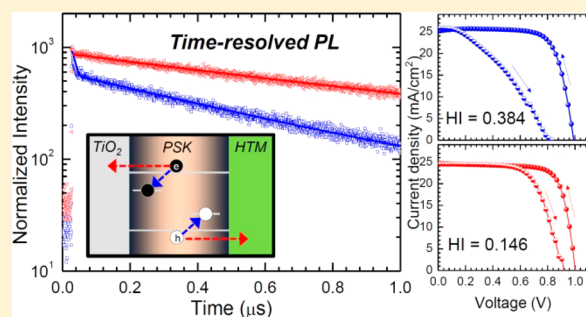 Time-resolved PL
Normalized Intensity
10³
10²
10¹
TiO₂ PSK HTM
e
h
0.0 0.2 0.4 0.6 0.8 1.0
Time (μs)
Current density (mA/cm²)
25
20
15
10
5
0
HI = 0.384
25
20
15
10
5
0
HI = 0.146
0.0 0.2 0.4 0.6 0.8 1.0
Voltage (V)